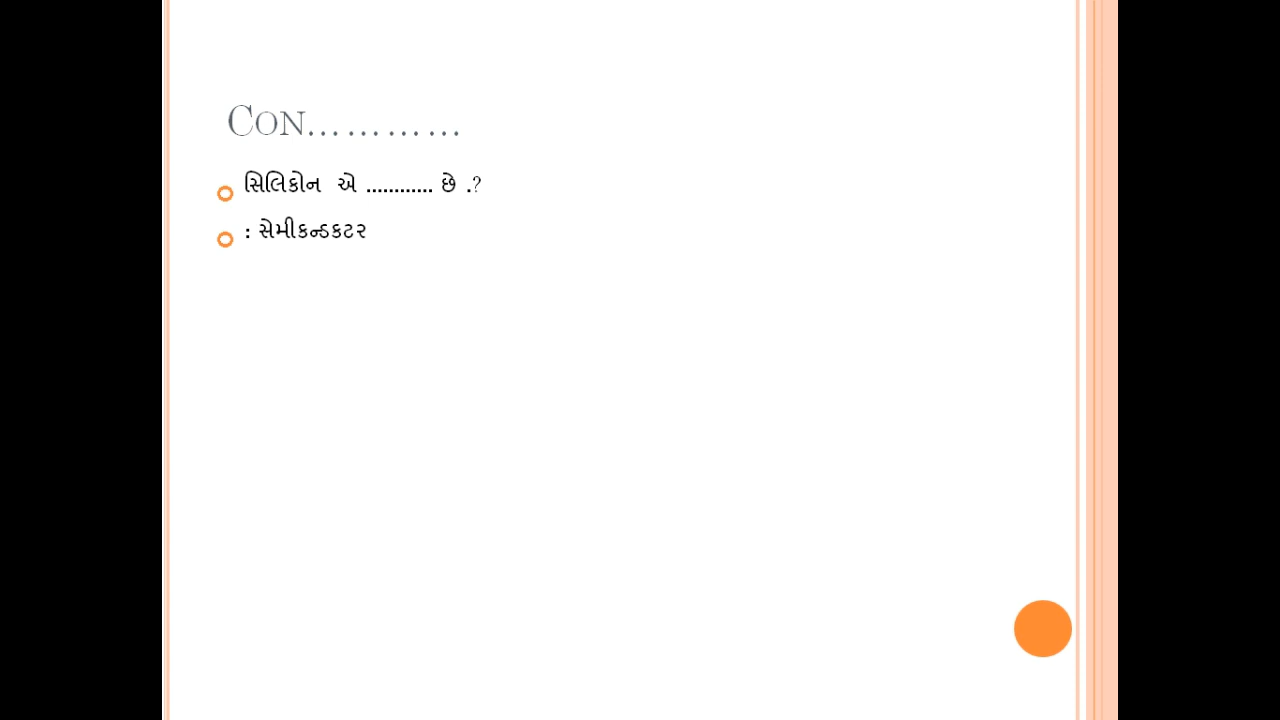 CON…………
સિલિકોન એ ............ છે .?
: સેમીકન્ડકટર